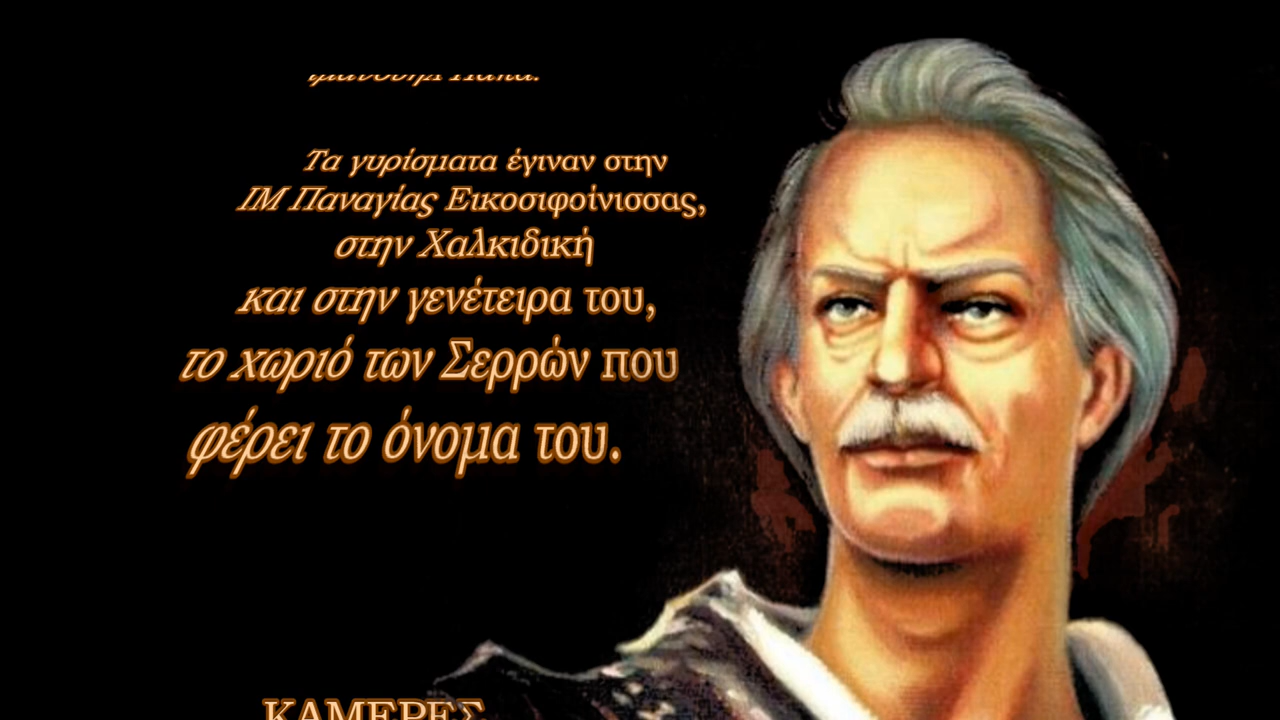 Τα γυρίσματα έγιναν στην
ΙΜ Παναγίας Εικοσιφοίνισσας,
στην Χαλκιδική
και στην γενέτειρα του,
το χωριό των Σερρών που
φέρει το όνομα του.
ΚΑΜΕΡΕΣ